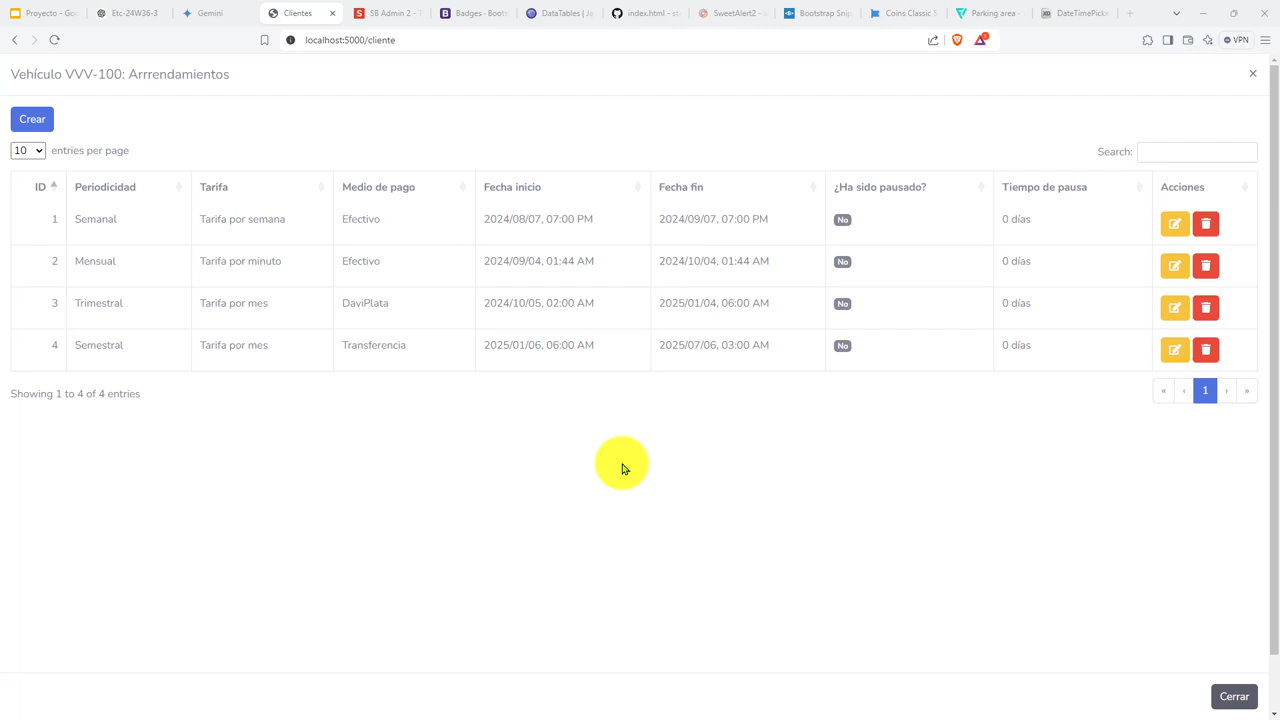 Proyecto - Goo
Etc-24W36-3
Gemini
Clientes
SB Admin 2 - T
Badges · Boots
DataTables | Ja
index.html - sta
SweetAlert2 - a
Bootstrap Snip
Coins Classic S
Parking area -
DateTimePicke
localhost:5000/cliente
VPN
Vehículo VVV-100: Arrrendamientos
Crear
10 entries per page
Search:
ID Periodicidad Tarifa Medio de pago Fecha inicio Fecha fin ¿Ha sido pausado? Tiempo de pausa Acciones
1 Semanal Tarifa por semana Efectivo 2024/08/07, 07:00 PM 2024/09/07, 07:00 PM No 0 días
2 Mensual Tarifa por minuto Efectivo 2024/09/04, 01:44 AM 2024/10/04, 01:44 AM No 0 días
3 Trimestral Tarifa por mes DaviPlata 2024/10/05, 02:00 AM 2025/01/04, 06:00 AM No 0 días
4 Semestral Tarifa por mes Transferencia 2025/01/06, 06:00 AM 2025/07/06, 03:00 AM No 0 días
Showing 1 to 4 of 4 entries
« ‹ 1 › »
Cerrar